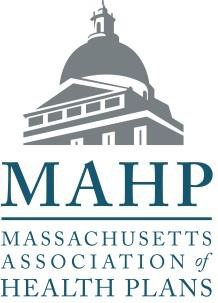 MAHP
MASSACHUSETTS
ASSOCIATION of
HEALTH PLANS